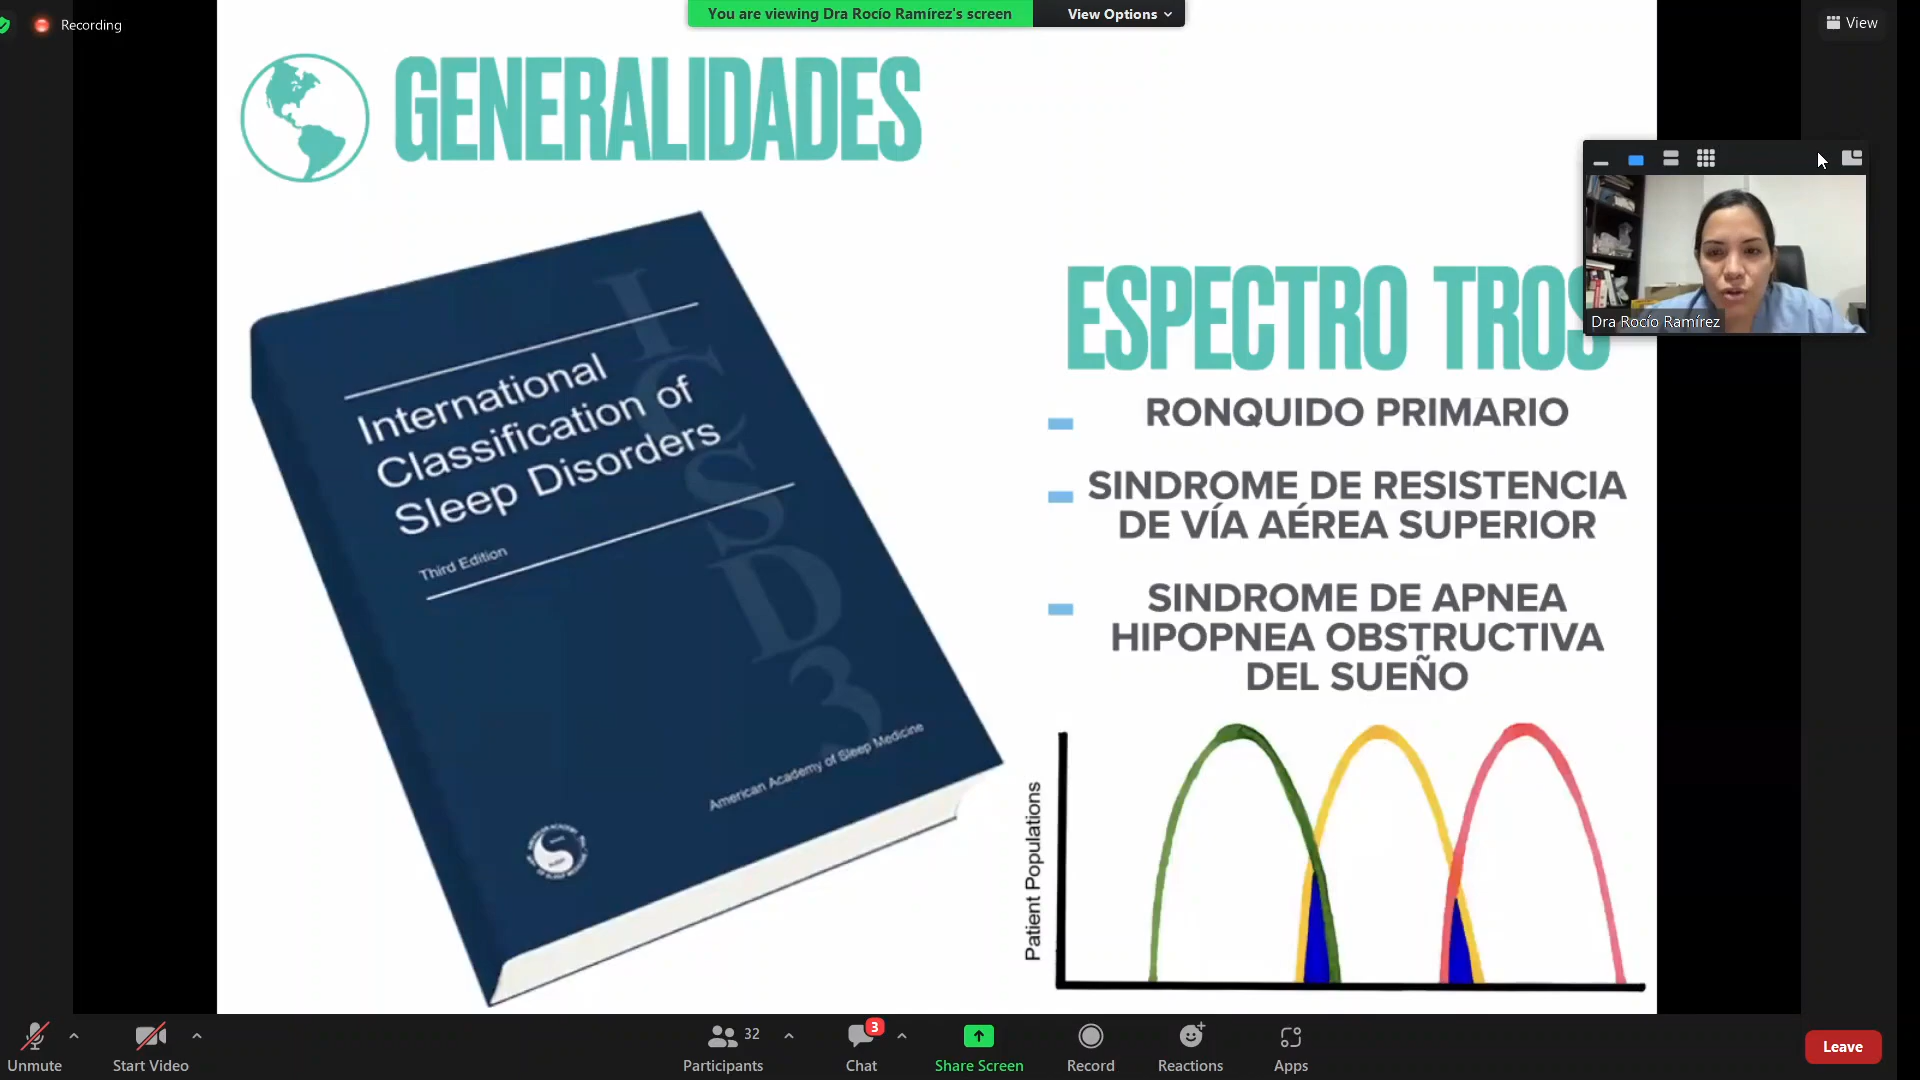 Recording
You are viewing Dra Rocío Ramírez's screen
View Options
View
GENERALIDADES
International
Classification of
Sleep Disorders
Third Edition
ICSD3
American Academy of Sleep Medicine
ESPECTRO TROS
Dra Rocío Ramírez
RONQUIDO PRIMARIO
SINDROME DE RESISTENCIA
DE VÍA AÉREA SUPERIOR
SINDROME DE APNEA
HIPOPNEA OBSTRUCTIVA
DEL SUEÑO
Patient Populations
Unmute
Start Video
32
Participants
3
Chat
Share Screen
Record
Reactions
Apps
Leave